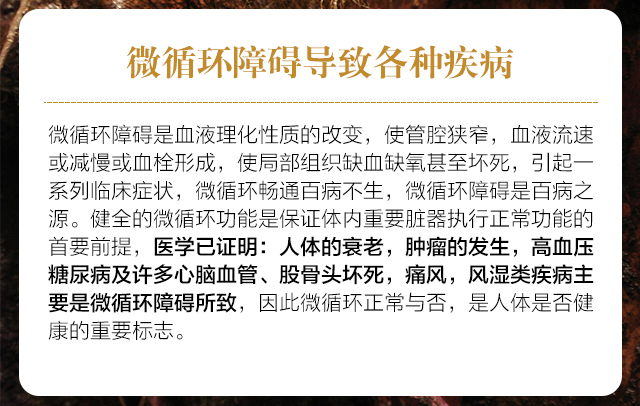 微循环障碍导致各种疾病
微循环障碍是血液理化性质的改变，使管腔狭窄，血液流速
或减慢或血栓形成，使局部组织缺血缺氧甚至坏死，引起一
系列临床症状，微循环畅通百病不生，微循环障碍是百病之
源。健全的微循环功能是保证体内重要脏器执行正常功能的
首要前提，医学已证明：人体的衰老，肿瘤的发生，高血压
糖尿病及许多心脑血管、股骨头坏死，痛风，风湿类疾病主
要是微循环障碍所致，因此微循环正常与否，是人体是否健
康的重要标志。